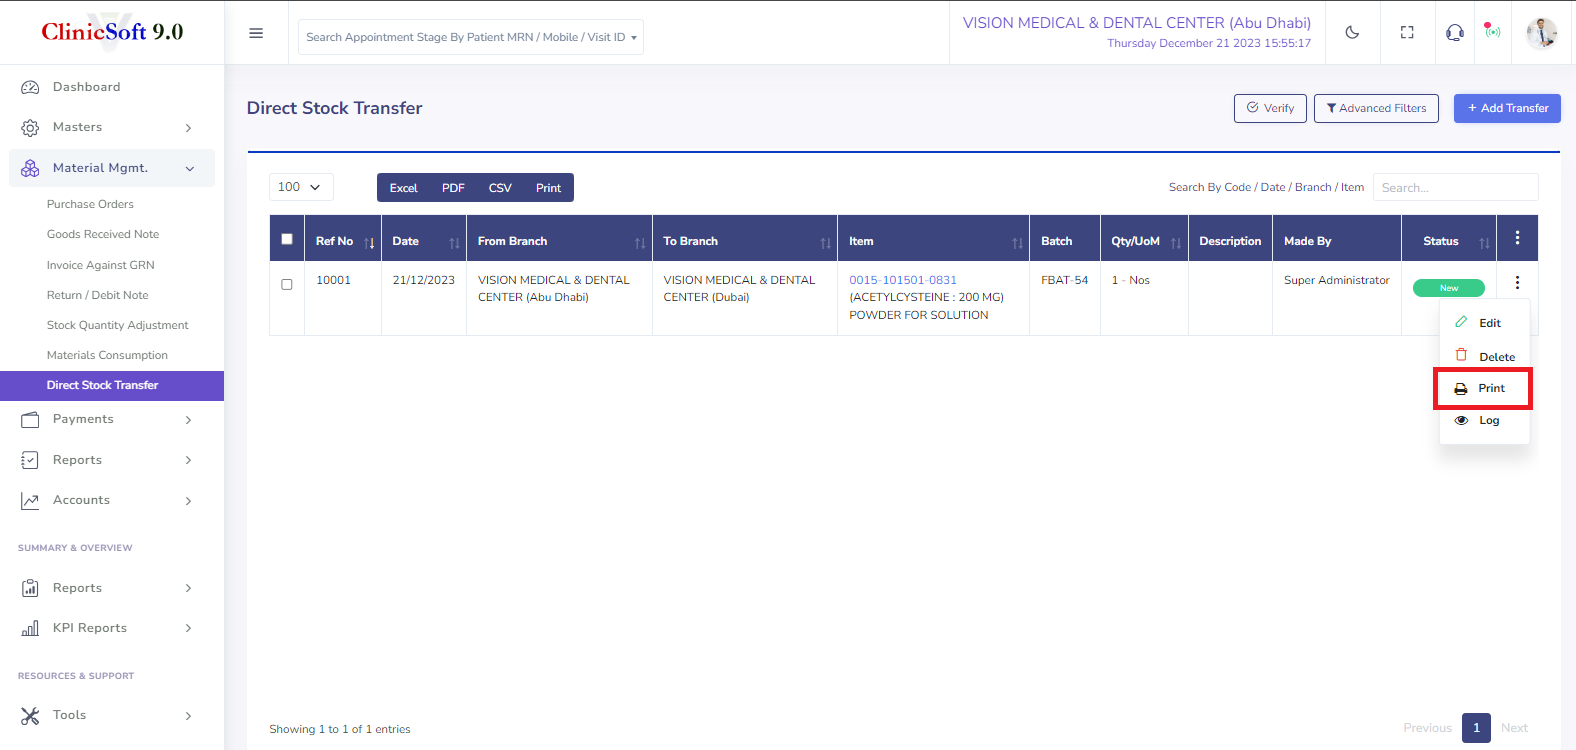 ClinicSoft 9.0
Search Appointment Stage By Patient MRN / Mobile / Visit ID
VISION MEDICAL & DENTAL CENTER (Abu Dhabi)
Thursday December 21 2023 15:55:17
Dashboard
Masters
Material Mgmt.
Purchase Orders
Goods Received Note
Invoice Against GRN
Return / Debit Note
Stock Quantity Adjustment
Materials Consumption
Direct Stock Transfer
Payments
Reports
Accounts
SUMMARY & OVERVIEW
Reports
KPI Reports
RESOURCES & SUPPORT
Tools
Direct Stock Transfer
Verify
Advanced Filters
+ Add Transfer
100
Excel PDF CSV Print
Search By Code / Date / Branch / Item
Search...
Ref No Date From Branch To Branch Item Batch Qty/UoM Description Made By Status
10001
21/12/2023
VISION MEDICAL & DENTAL
CENTER (Abu Dhabi)
VISION MEDICAL & DENTAL
CENTER (Dubai)
0015-101501-0831
(ACETYLCYSTEINE : 200 MG)
POWDER FOR SOLUTION
FBAT-54
1 - Nos
Super Administrator
New
Edit
Delete
Print
Log
Showing 1 to 1 of 1 entries
Previous 1 Next